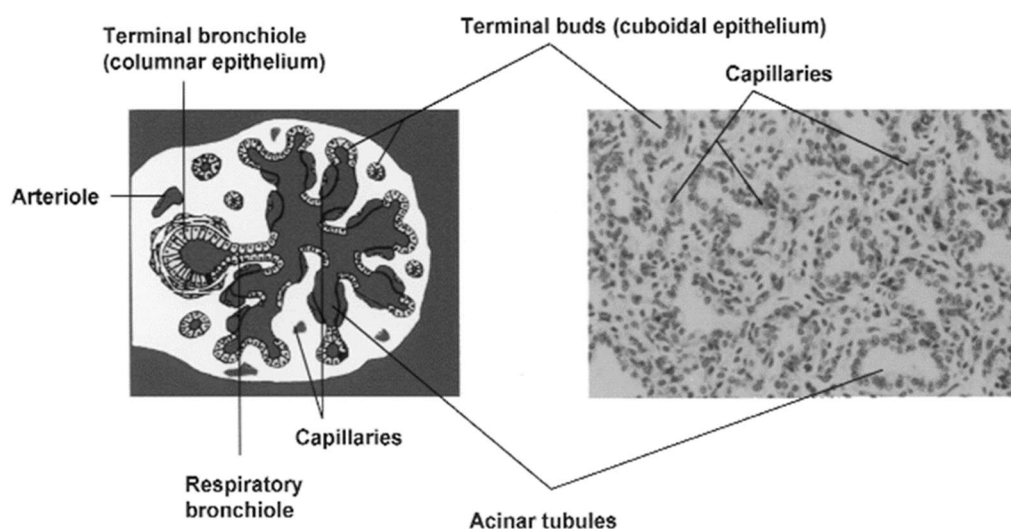 Terminal bronchiole
(columnar epithelium)
Terminal buds (cuboidal epithelium)
Capillaries
Arteriole
Capillaries
Respiratory
bronchiole
Acinar tubules